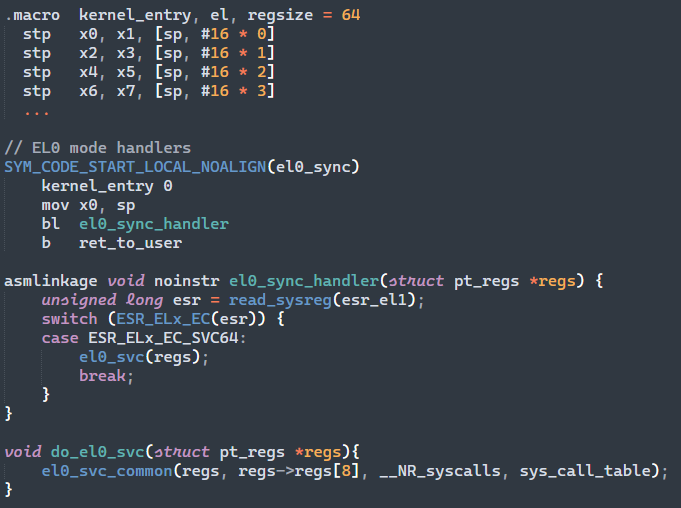 .macro  kernel_entry, el, regsize = 64
  stp   x0, x1, [sp, #16 * 0]
  stp   x2, x3, [sp, #16 * 1]
  stp   x4, x5, [sp, #16 * 2]
  stp   x6, x7, [sp, #16 * 3]
  ...
// EL0 mode handlers
SYM_CODE_START_LOCAL_NOALIGN(el0_sync)
    kernel_entry 0
    mov x0, sp
    bl  el0_sync_handler
    b   ret_to_user
asmlinkage void noinstr el0_sync_handler(struct pt_regs *regs) {
    unsigned long esr = read_sysreg(esr_el1);
    switch (ESR_ELx_EC(esr)) {
    case ESR_ELx_EC_SVC64:
        el0_svc(regs);
        break;
    }
}
void do_el0_svc(struct pt_regs *regs){
    el0_svc_common(regs, regs->regs[8], __NR_syscalls, sys_call_table);
}